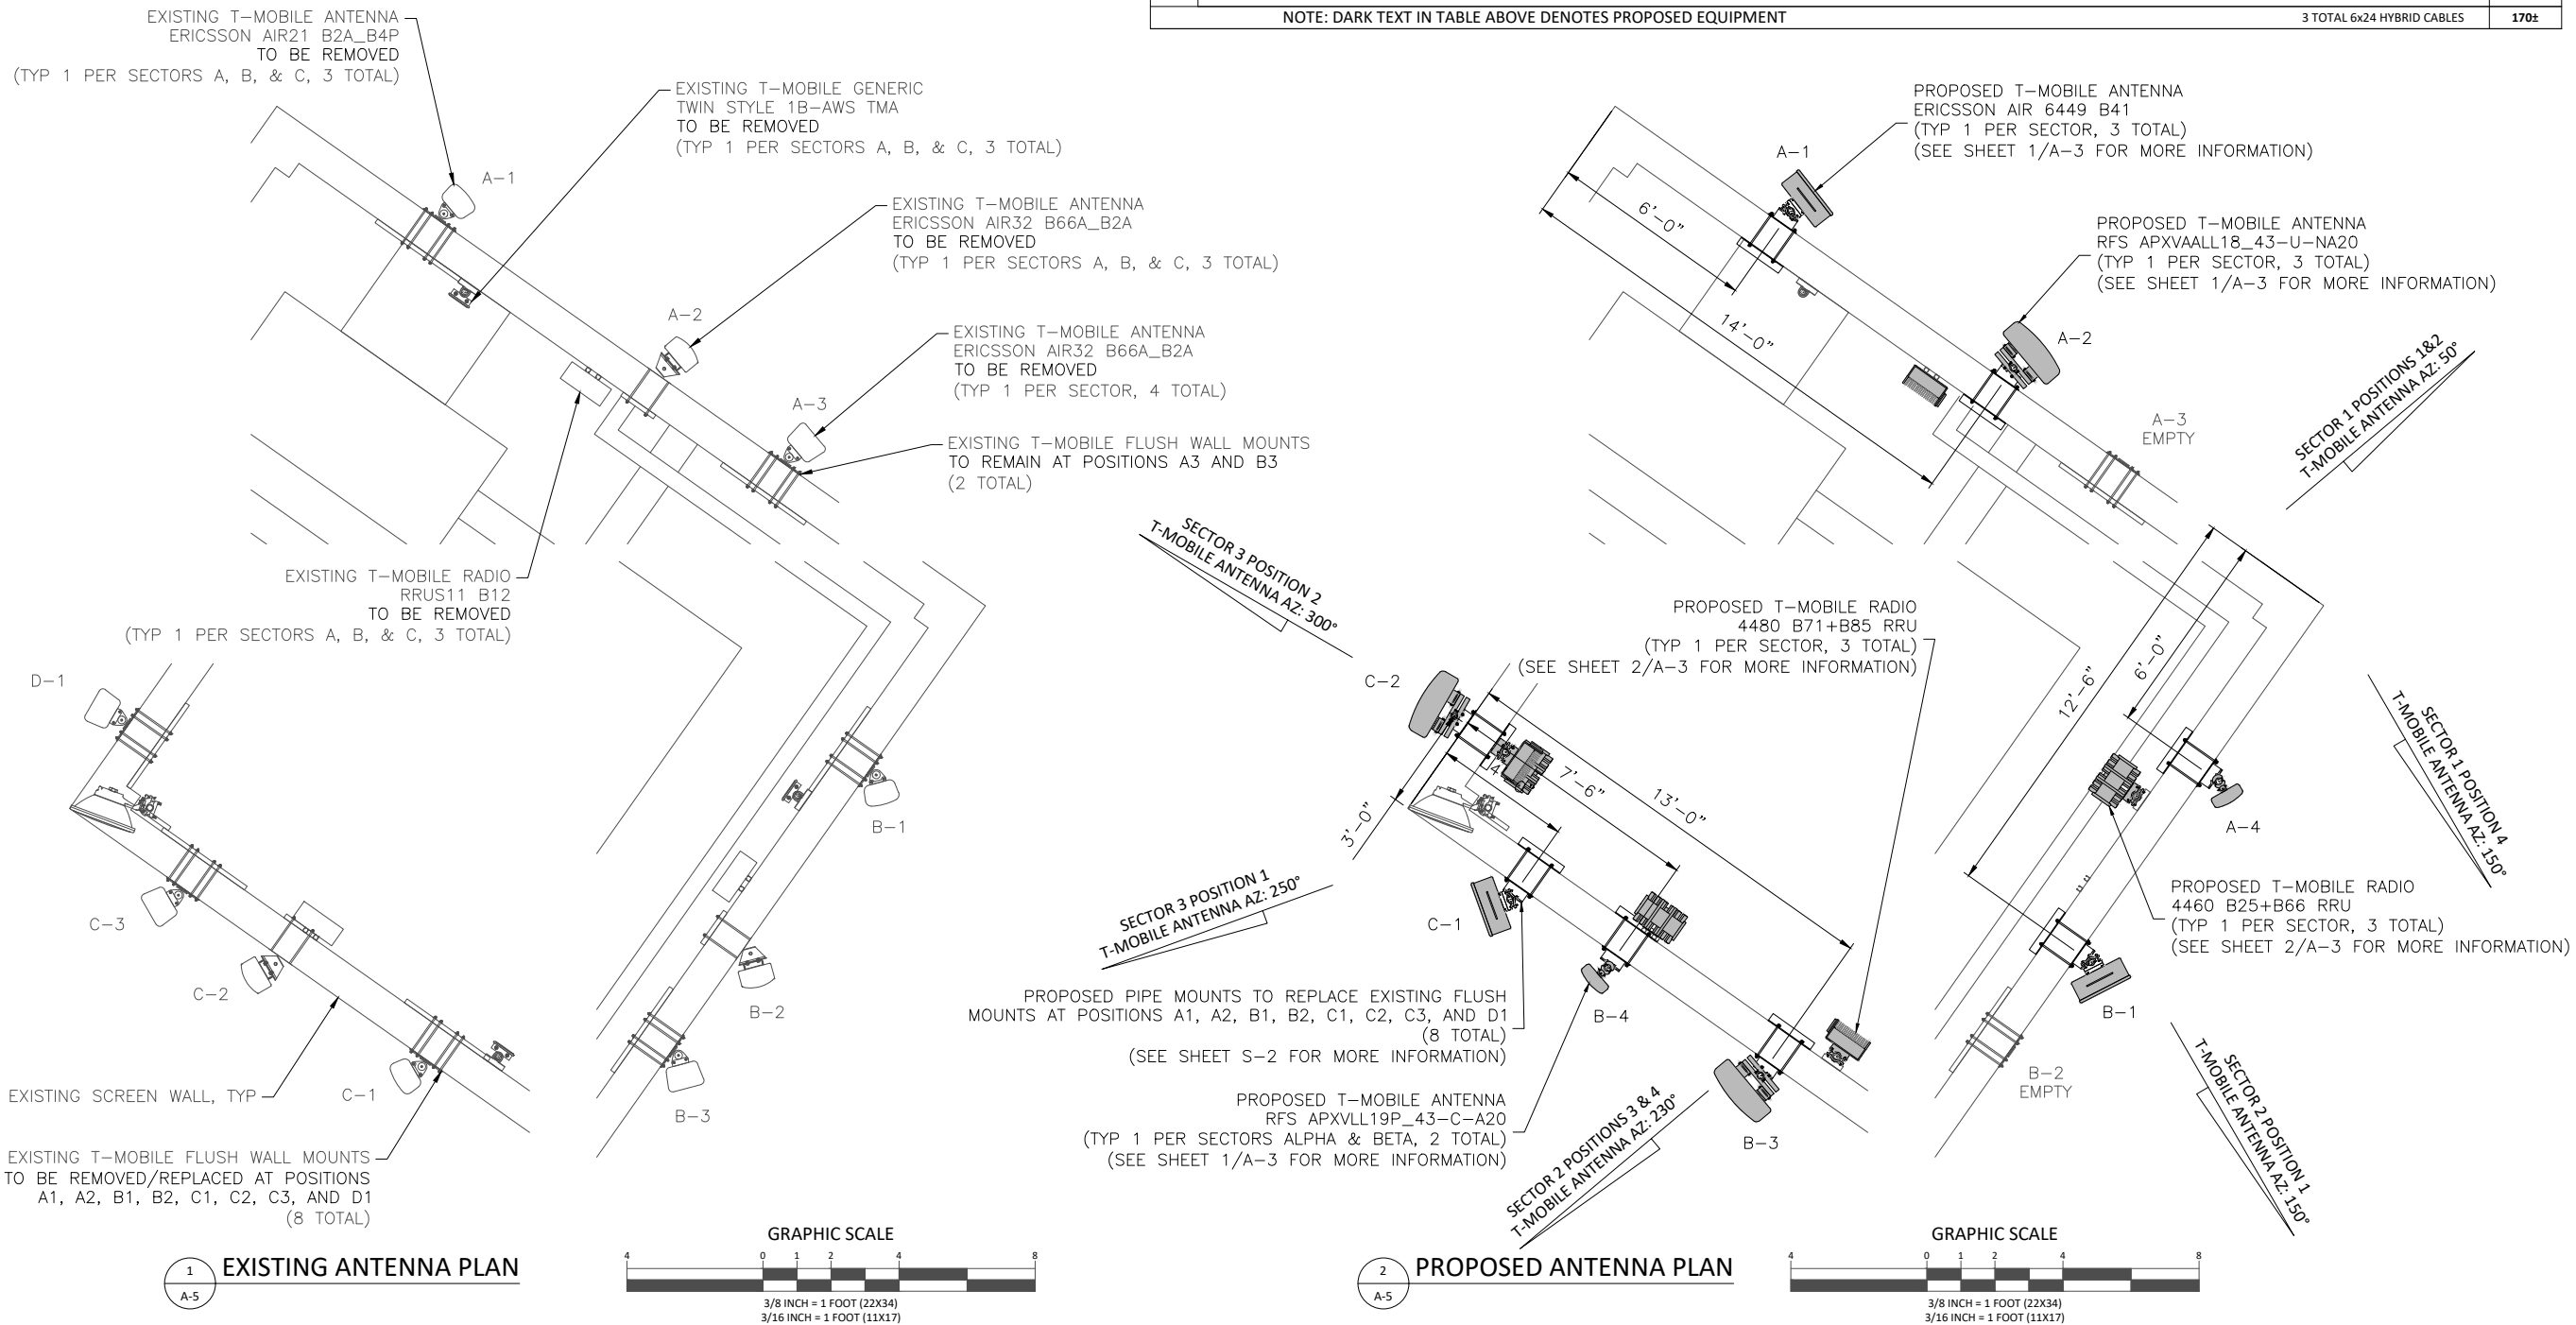 NOTE: DARK TEXT IN TABLE ABOVE DENOTES PROPOSED EQUIPMENT
3 TOTAL 6x24 HYBRID CABLES
170±
EXISTING T-MOBILE ANTENNA
ERICSSON AIR21 B2A_B4P
TO BE REMOVED
(TYP 1 PER SECTORS A, B, & C, 3 TOTAL)
EXISTING T-MOBILE GENERIC
TWIN STYLE 1B-AWS TMA
TO BE REMOVED
(TYP 1 PER SECTORS A, B, & C, 3 TOTAL)
A-1
EXISTING T-MOBILE ANTENNA
ERICSSON AIR32 B66A_B2A
TO BE REMOVED
(TYP 1 PER SECTORS A, B, & C, 3 TOTAL)
A-2
EXISTING T-MOBILE ANTENNA
ERICSSON AIR32 B66A_B2A
TO BE REMOVED
(TYP 1 PER SECTOR, 4 TOTAL)
A-3
EXISTING T-MOBILE FLUSH WALL MOUNTS
TO REMAIN AT POSITIONS A3 AND B3
(2 TOTAL)
EXISTING T-MOBILE RADIO
RRUS11 B12
TO BE REMOVED
(TYP 1 PER SECTORS A, B, & C, 3 TOTAL)
D-1
B-1
C-3
C-2
B-2
C-1
B-3
EXISTING SCREEN WALL, TYP
EXISTING T-MOBILE FLUSH WALL MOUNTS
TO BE REMOVED/REPLACED AT POSITIONS
A1, A2, B1, B2, C1, C2, C3, AND D1
(8 TOTAL)
1
A-5
EXISTING ANTENNA PLAN
GRAPHIC SCALE
4 0 1 2 4 8
3/8 INCH = 1 FOOT (22X34)
3/16 INCH = 1 FOOT (11X17)
PROPOSED T-MOBILE ANTENNA
ERICSSON AIR 6449 B41
(TYP 1 PER SECTOR, 3 TOTAL)
(SEE SHEET 1/A-3 FOR MORE INFORMATION)
A-1
6'-0"
PROPOSED T-MOBILE ANTENNA
RFS APXVAALL18_43-U-NA20
(TYP 1 PER SECTOR, 3 TOTAL)
(SEE SHEET 1/A-3 FOR MORE INFORMATION)
14'-0"
A-2
A-3
EMPTY
SECTOR 1 POSITIONS 1&2
T-MOBILE ANTENNA AZ: 50°
SECTOR 3 POSITION 2
T-MOBILE ANTENNA AZ: 300°
PROPOSED T-MOBILE RADIO
4480 B71+B85 RRU
(TYP 1 PER SECTOR, 3 TOTAL)
(SEE SHEET 2/A-3 FOR MORE INFORMATION)
12'-6"
6'-0"
C-2
4
7'-6"
13'-0"
3'-0"
SECTOR 1 POSITION 4
T-MOBILE ANTENNA AZ: 150°
A-4
SECTOR 3 POSITION 1
T-MOBILE ANTENNA AZ: 250°
C-1
PROPOSED T-MOBILE RADIO
4460 B25+B66 RRU
(TYP 1 PER SECTOR, 3 TOTAL)
(SEE SHEET 2/A-3 FOR MORE INFORMATION)
PROPOSED PIPE MOUNTS TO REPLACE EXISTING FLUSH
MOUNTS AT POSITIONS A1, A2, B1, B2, C1, C2, C3, AND D1
(8 TOTAL)
(SEE SHEET S-2 FOR MORE INFORMATION)
B-4
B-1
B-2
EMPTY
PROPOSED T-MOBILE ANTENNA
RFS APXVLL19P_43-C-A20
(TYP 1 PER SECTORS ALPHA & BETA, 2 TOTAL)
(SEE SHEET 1/A-3 FOR MORE INFORMATION)
B-3
SECTOR 2 POSITIONS 3 & 4
T-MOBILE ANTENNA AZ: 230°
SECTOR 2 POSITION 1
T-MOBILE ANTENNA AZ: 150°
2
A-5
PROPOSED ANTENNA PLAN
GRAPHIC SCALE
4 0 1 2 4 8
3/8 INCH = 1 FOOT (22X34)
3/16 INCH = 1 FOOT (11X17)